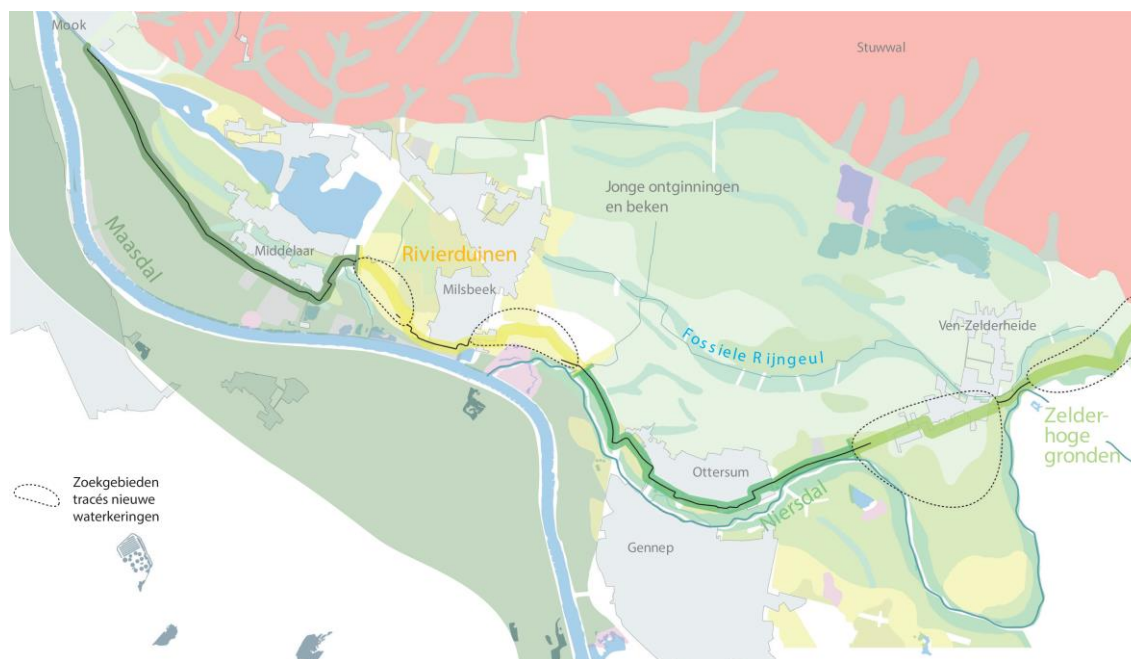 Mook
Stuwwal
Jonge ontginningen
en beken
Maasdal
Middelaar
Rivierduinen
Milsbeek
Ven-Zelderheide
Fossiele Rijngeul
Zelder-
hoge
gronden
Zoekgebieden
tracés nieuwe
waterkeringen
Ottersum
Niersdal
Gennep